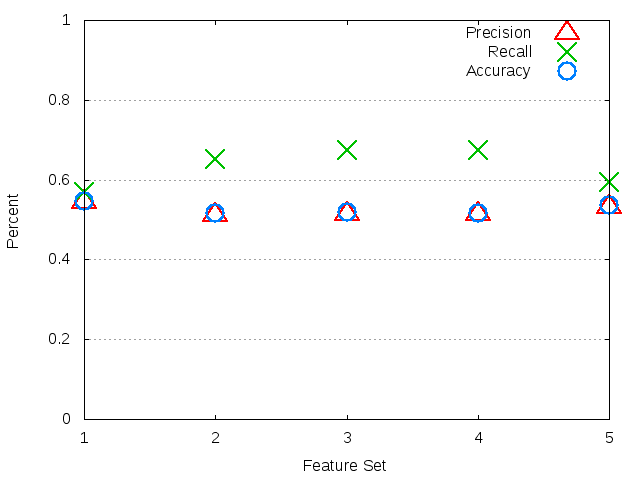 1
Precision
Recall
Accuracy
0.8
0.6
0.4
0.2
0
1 2 3 4 5
Percent
Feature Set